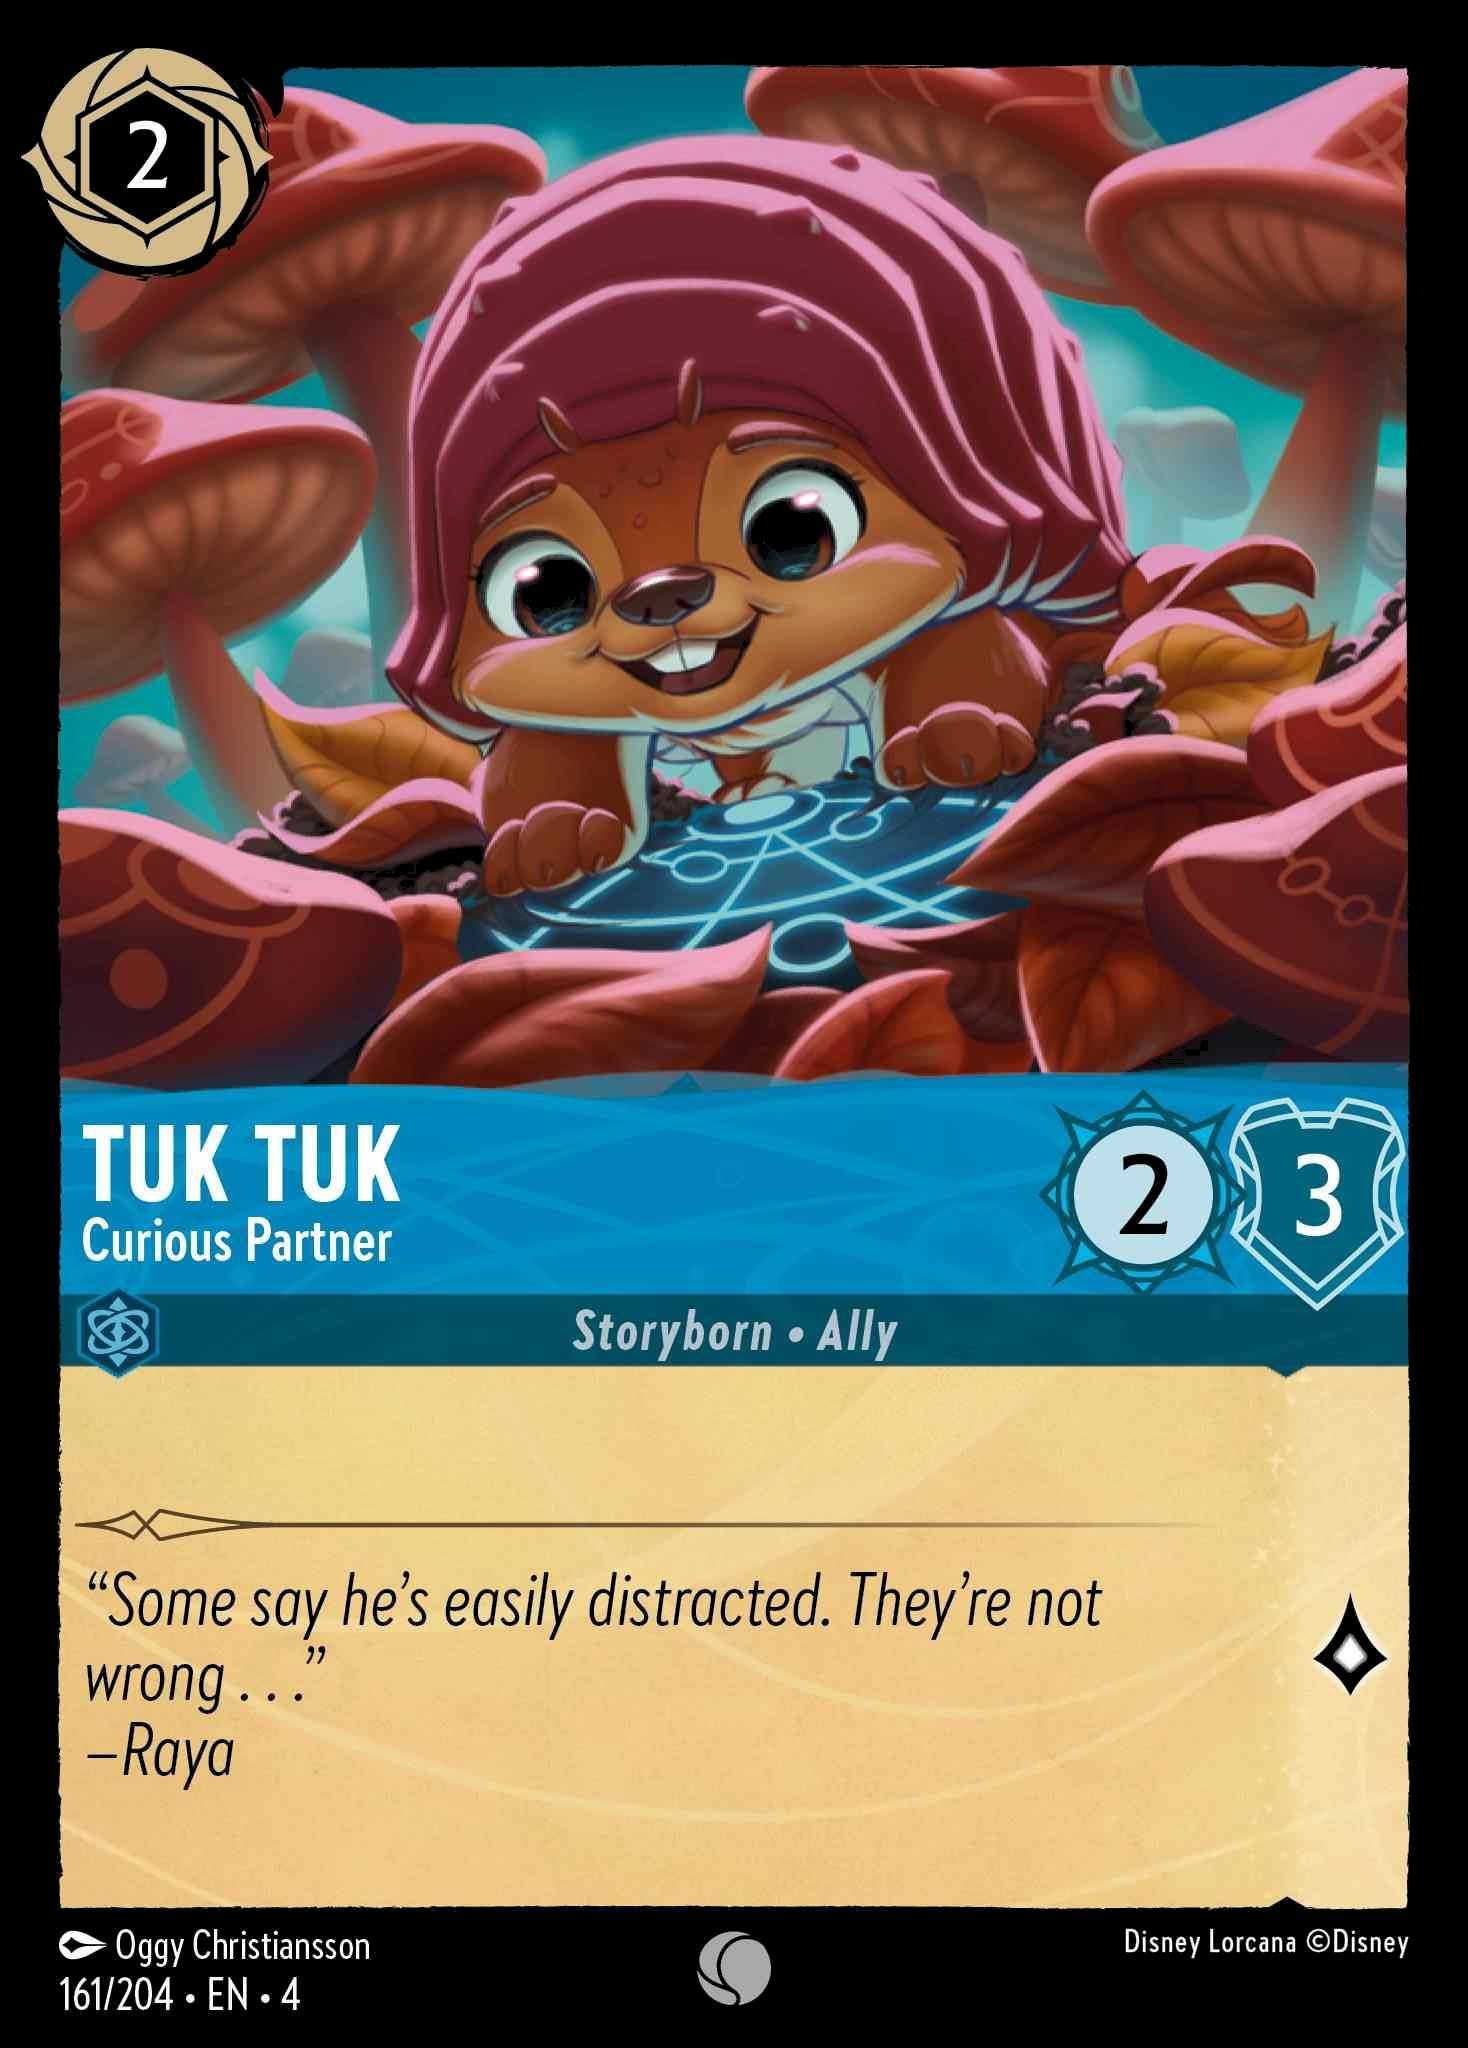 2
TUK TUK
Curious Partner
2
3
Storyborn • Ally
“Some say he’s easily distracted. They’re not
wrong . . .”
–Raya
Oggy Christiansson
161/204 • EN • 4
Disney Lorcana ©Disney